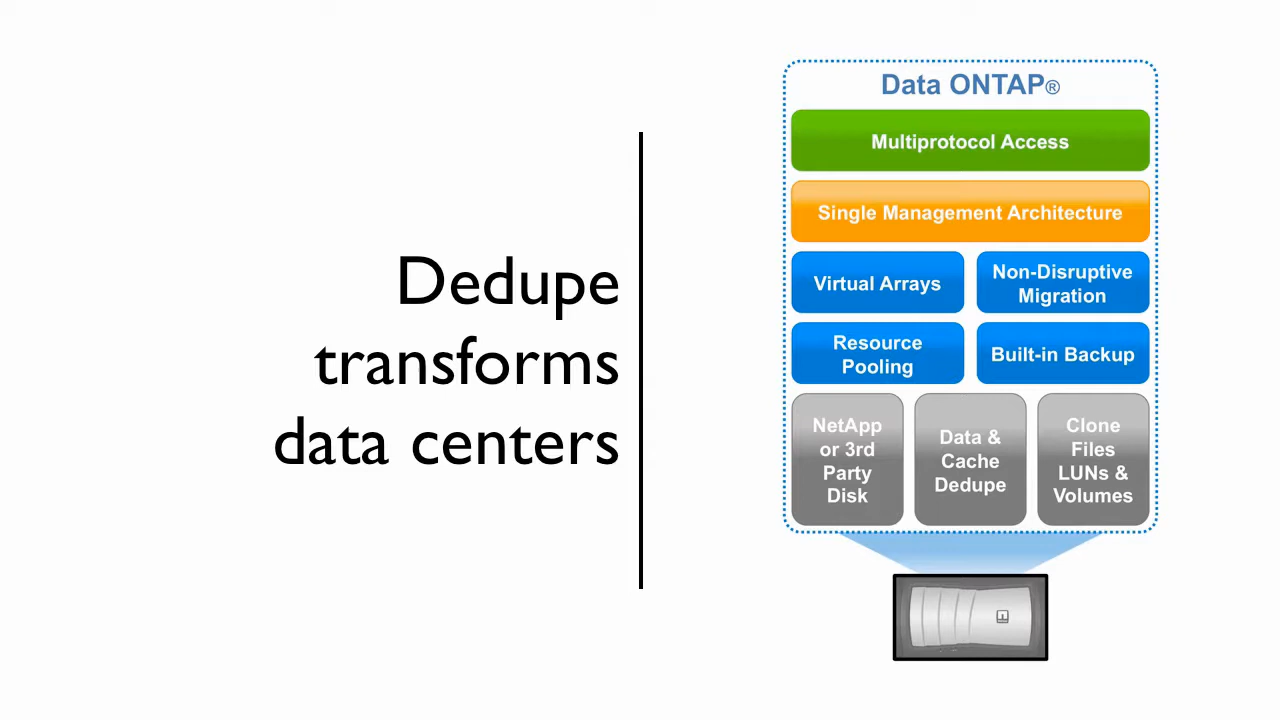 Dedupe
transforms
data centers
Data ONTAP®
Multiprotocol Access
Single Management Architecture
Virtual Arrays
Non-Disruptive
Migration
Resource
Pooling
Built-in Backup
NetApp
or 3rd
Party
Disk
Data &
Cache
Dedupe
Clone
Files
LUNs &
Volumes